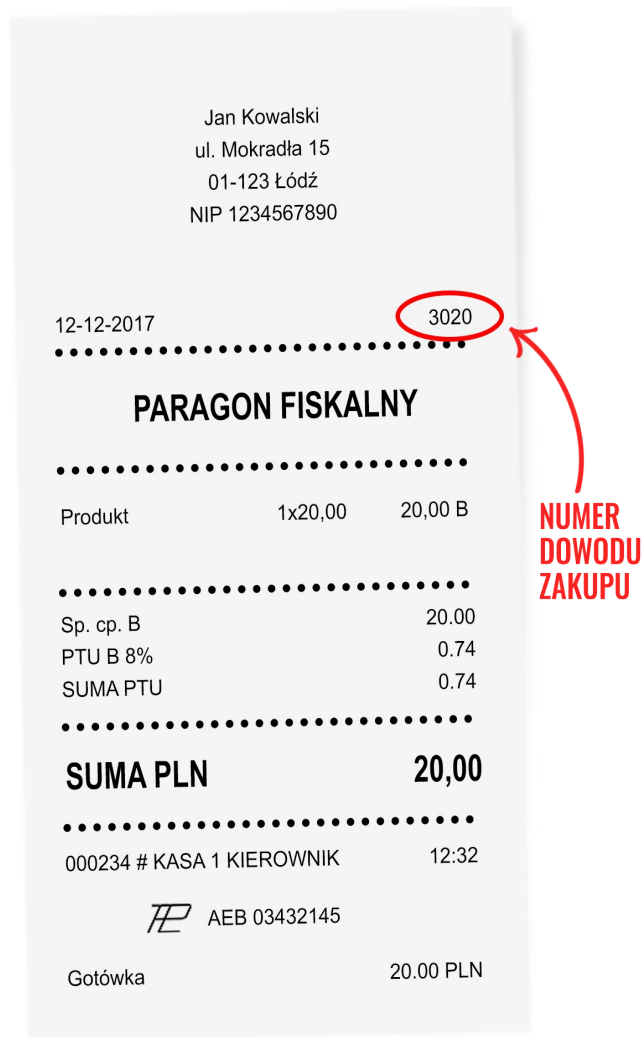 Jan Kowalski
ul. Mokradła 15
01-123 Łódź
NIP 1234567890
12-12-2017 3020
PARAGON FISKALNY
Produkt 1x20,00 20,00 B
Sp. cp. B 20.00
PTU B 8% 0.74
SUMA PTU 0.74
SUMA PLN 20,00
000234 # KASA 1 KIEROWNIK 12:32
AEB 03432145
Gotówka 20.00 PLN
NUMER
DOWODU
ZAKUPU